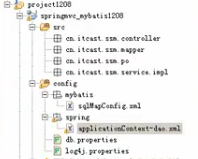 project1208
springmvc_mybatis1208
src
cn.itcast.ssm.controller
cn.itcast.ssm.mapper
cn.itcast.ssm.po
cn.itcast.ssm.service.impl
config
mybatis
sqlMapConfig.xml
spring
applicationContext-dao.xml
db.properties
log4j.properties